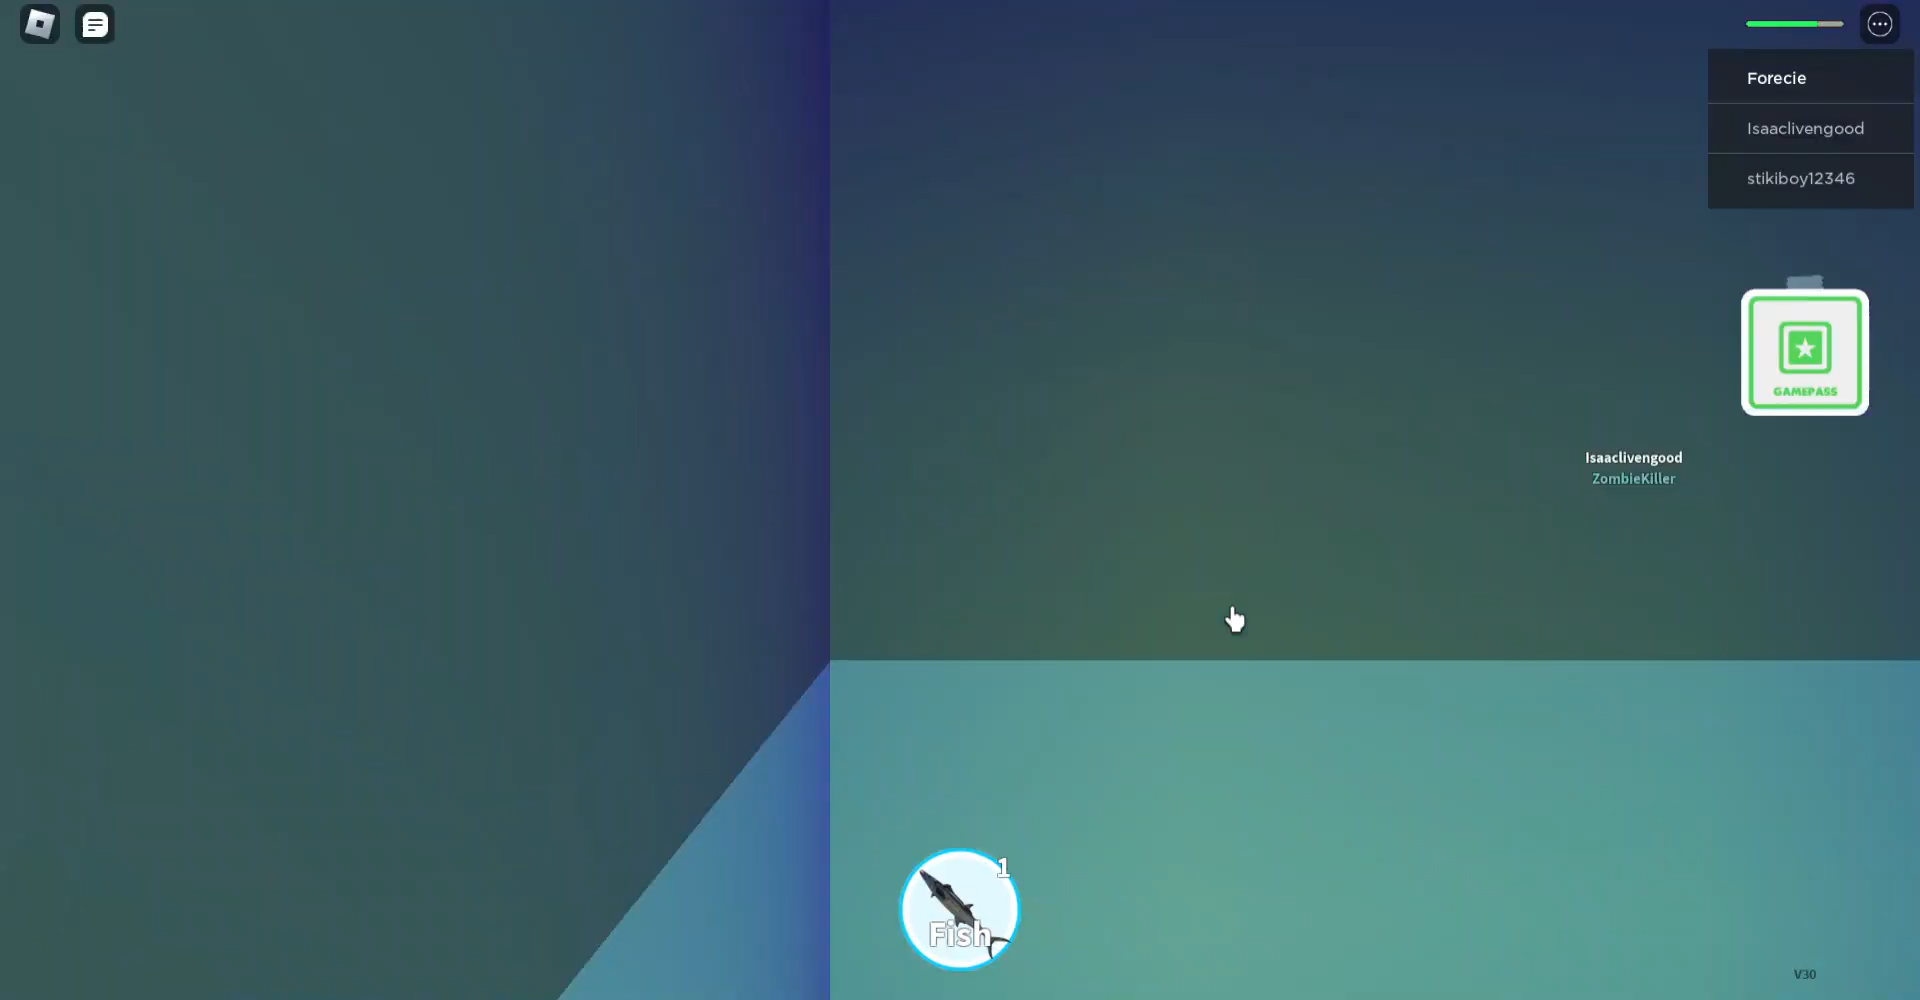 Forecie
Isaaclivengood
stikiboy12346
GAMEPASS
Isaaclivengood
ZombieKiller
1
Fish
V30